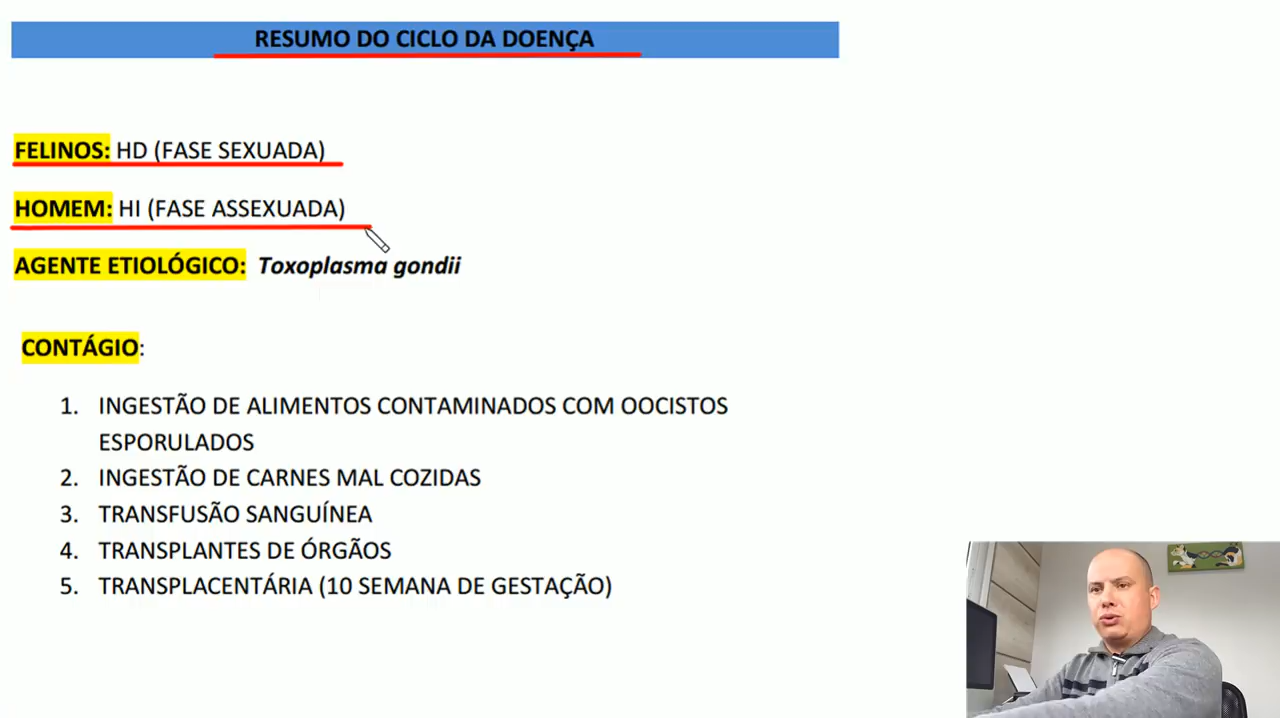 RESUMO DO CICLO DA DOENÇA
FELINOS: HD (FASE SEXUADA)
HOMEM: HI (FASE ASSEXUADA)
AGENTE ETIOLÓGICO: Toxoplasma gondii
CONTÁGIO:
1. INGESTÃO DE ALIMENTOS CONTAMINADOS COM OOCISTOS
ESPORULADOS
2. INGESTÃO DE CARNES MAL COZIDAS
3. TRANSFUSÃO SANGUÍNEA
4. TRANSPLANTES DE ÓRGÃOS
5. TRANSPLACENTÁRIA (10 SEMANA DE GESTAÇÃO)